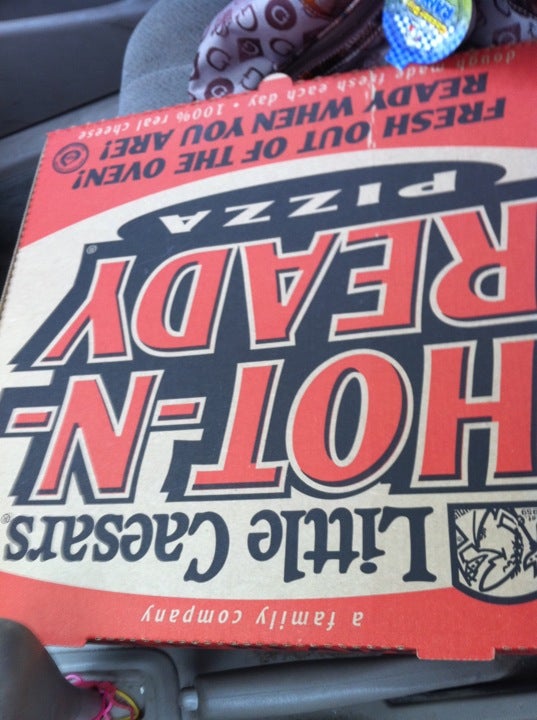 a family company
Little Caesars®
HOT-N-
READY®
PIZZA
FRESH OUT OF THE OVEN!
READY WHEN YOU ARE!
dough made fresh each day • 100% real cheese